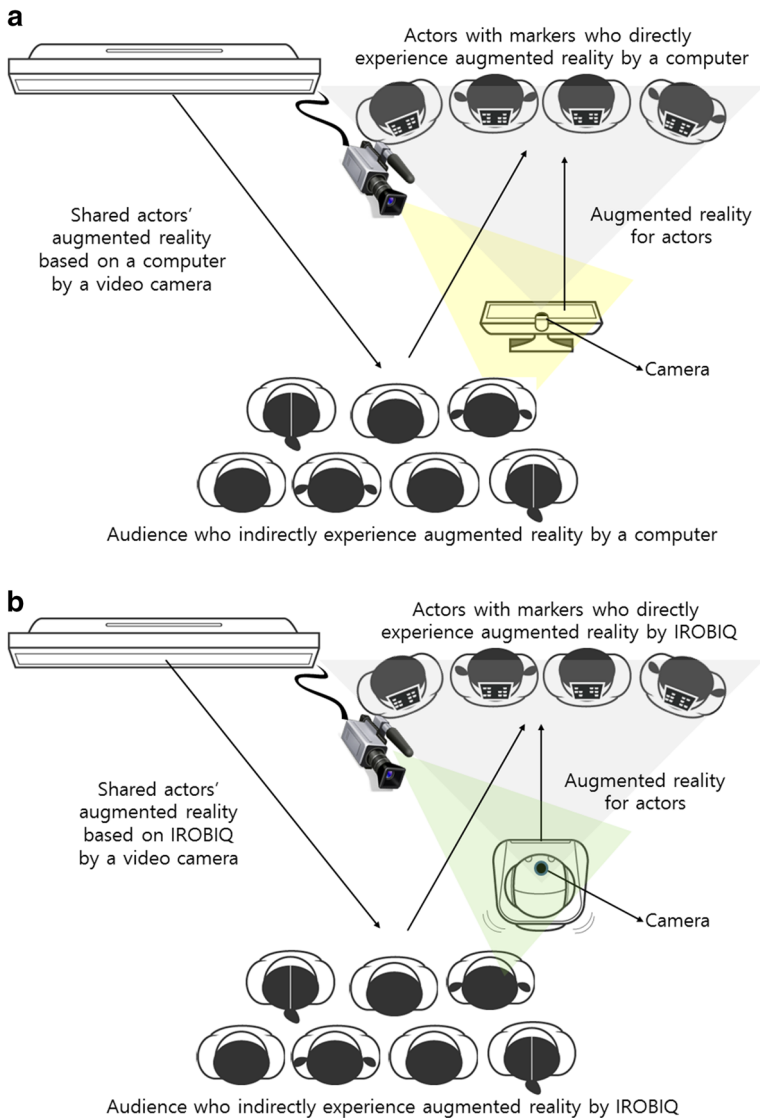 a
Actors with markers who directly
experience augmented reality by a computer
Shared actors’
augmented reality
based on a computer
by a video camera
Augmented reality
for actors
Camera
Audience who indirectly experience augmented reality by a computer
b
Actors with markers who directly
experience augmented reality by IROBIQ
Shared actors’
augmented reality
based on IROBIQ
by a video camera
Augmented reality
for actors
Camera
Audience who indirectly experience augmented reality by IROBIQ